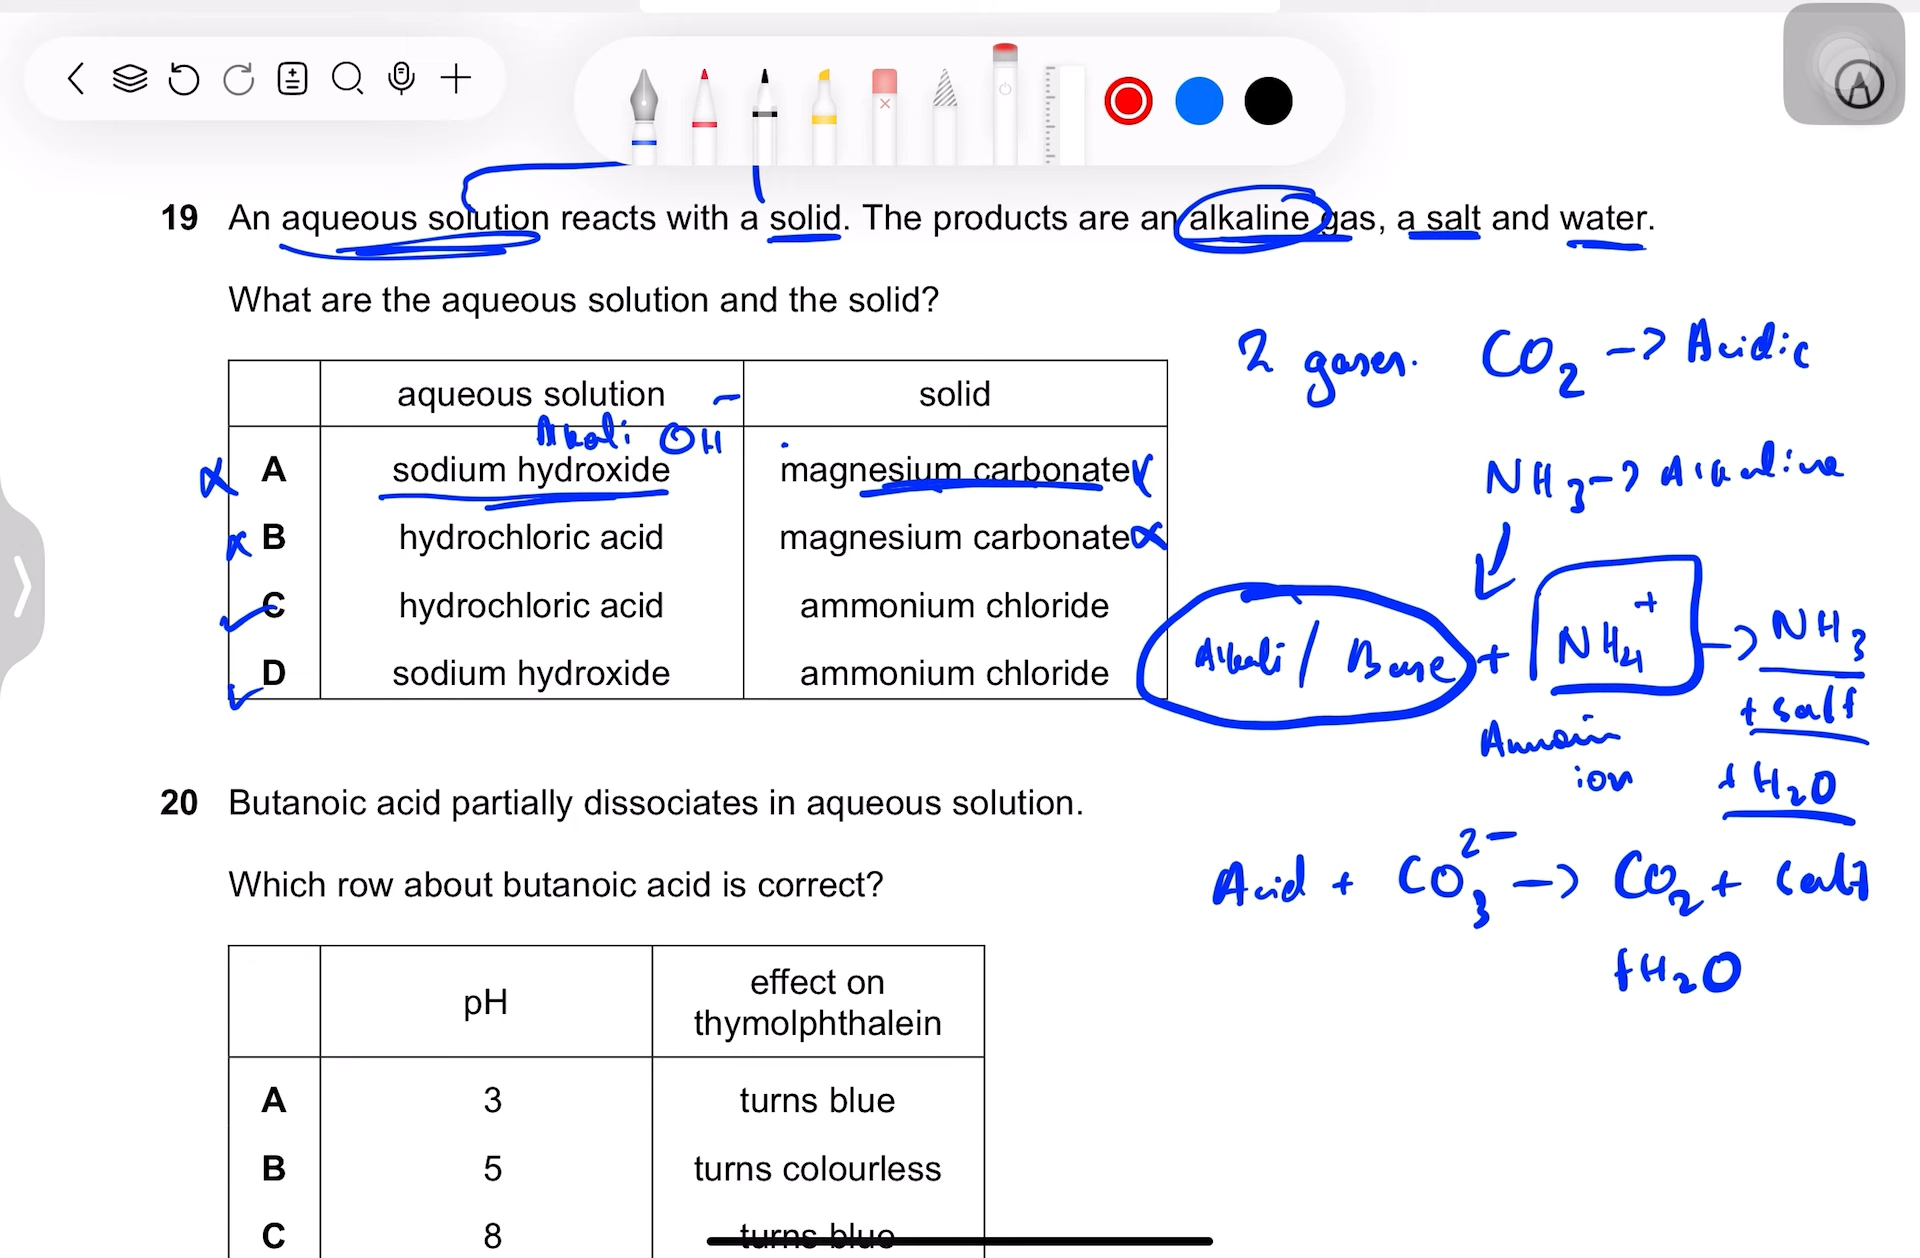 19 An aqueous solution reacts with a solid. The products are an alkaline gas, a salt and water.
What are the aqueous solution and the solid?
2 gases. CO2 -> Acidic
NH3 -> Alkaline
aqueous solution solid
Alkali OH-
A sodium hydroxide magnesium carbonate
B hydrochloric acid magnesium carbonate
C hydrochloric acid ammonium chloride
D sodium hydroxide ammonium chloride
Alkali / Base + NH4+ -> NH3
+ salt
+ H2O
ion
20 Butanoic acid partially dissociates in aqueous solution.
Which row about butanoic acid is correct?
Acid + CO3 2- -> CO2 + salt
+ H2O
pH effect on thymolphthalein
A 3 turns blue
B 5 turns colourless
C 8 turns blue